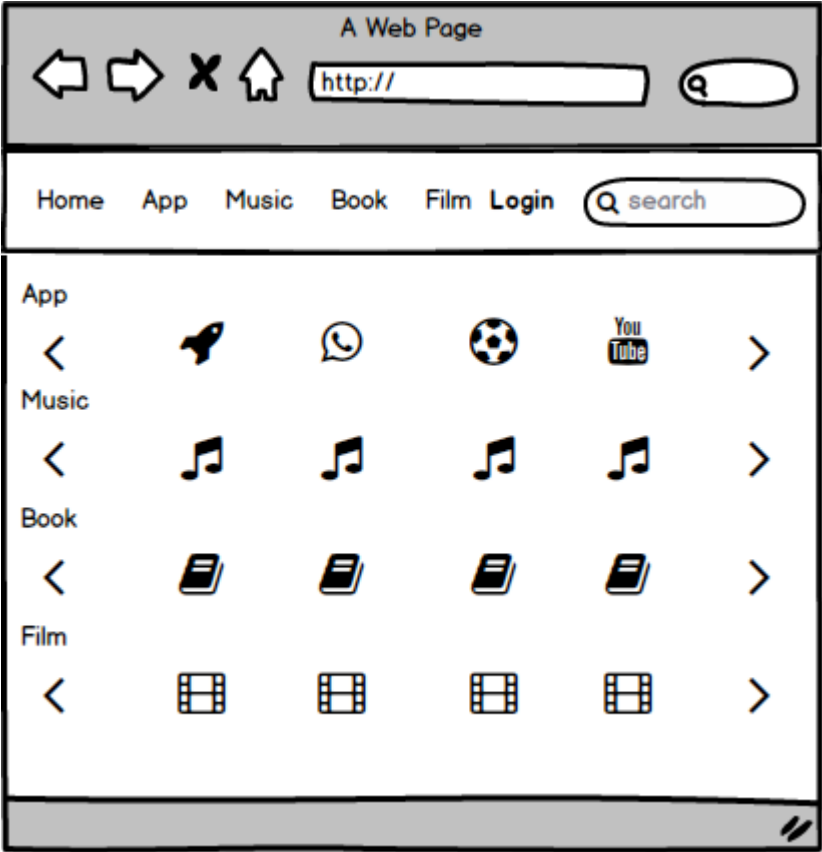 A Web Page
http://
Home App Music Book Film Login search
App
You
Tube
Music
Book
Film